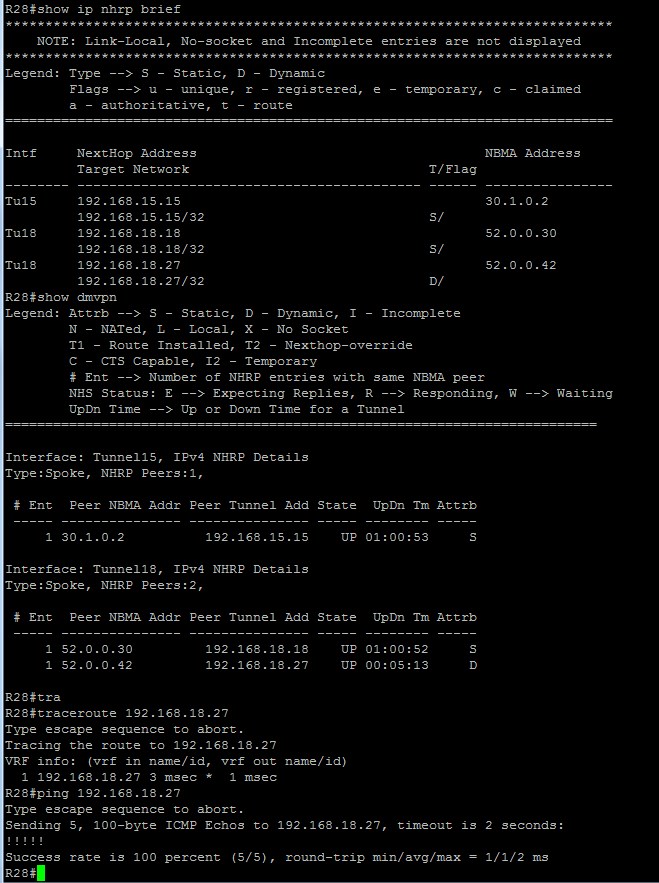 R28#show ip nhrp brief
****************************************************************************
    NOTE: Link-Local, No-socket and Incomplete entries are not displayed
****************************************************************************
Legend: Type --> S - Static, D - Dynamic
        Flags --> u - unique, r - registered, e - temporary, c - claimed
        a - authoritative, t - route
============================================================================
Intf     NextHop Address                                    NBMA Address
         Target Network                              T/Flag
-------- ------------------------------------------- ------ ----------------
Tu15     192.168.15.15                                      30.1.0.2
         192.168.15.15/32                            S/
Tu18     192.168.18.18                                      52.0.0.30
         192.168.18.18/32                            S/
Tu18     192.168.18.27                                      52.0.0.42
         192.168.18.27/32                            D/
R28#show dmvpn
Legend: Attrb --> S - Static, D - Dynamic, I - Incomplete
        N - NATed, L - Local, X - No Socket
        T1 - Route Installed, T2 - Nexthop-override
        C - CTS Capable, I2 - Temporary
        # Ent --> Number of NHRP entries with same NBMA peer
        NHS Status: E --> Expecting Replies, R --> Responding, W --> Waiting
        UpDn Time --> Up or Down Time for a Tunnel
==========================================================================
Interface: Tunnel15, IPv4 NHRP Details
Type:Spoke, NHRP Peers:1,
 # Ent  Peer NBMA Addr Peer Tunnel Add State  UpDn Tm Attrb
 ----- --------------- --------------- ----- -------- -----
     1 30.1.0.2          192.168.15.15    UP 01:00:53     S
Interface: Tunnel18, IPv4 NHRP Details
Type:Spoke, NHRP Peers:2,
 # Ent  Peer NBMA Addr Peer Tunnel Add State  UpDn Tm Attrb
 ----- --------------- --------------- ----- -------- -----
     1 52.0.0.30         192.168.18.18    UP 01:00:52     S
     1 52.0.0.42         192.168.18.27    UP 00:05:13     D
R28#tra
R28#traceroute 192.168.18.27
Type escape sequence to abort.
Tracing the route to 192.168.18.27
VRF info: (vrf in name/id, vrf out name/id)
  1 192.168.18.27 3 msec *  1 msec
R28#ping 192.168.18.27
Type escape sequence to abort.
Sending 5, 100-byte ICMP Echos to 192.168.18.27, timeout is 2 seconds:
!!!!!
Success rate is 100 percent (5/5), round-trip min/avg/max = 1/1/2 ms
R28#